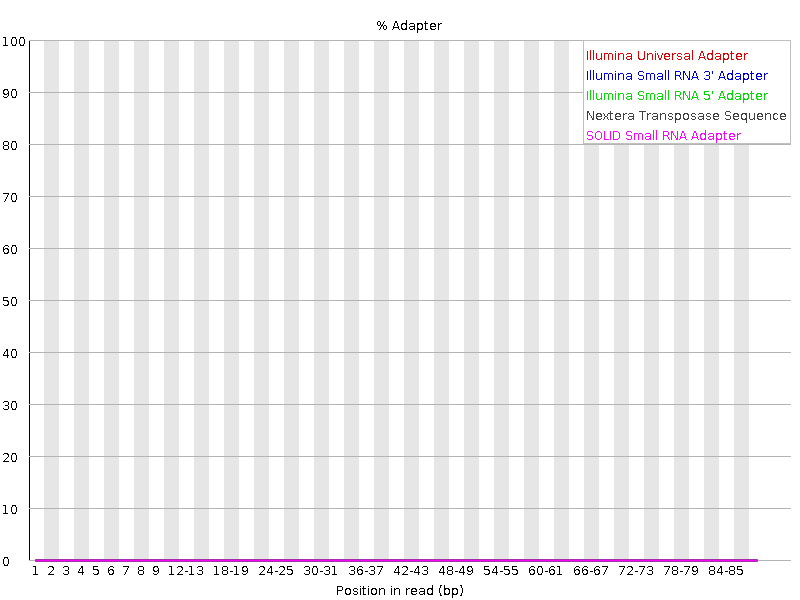 % Adapter
Illumina Universal Adapter
Illumina Small RNA 3' Adapter
Illumina Small RNA 5' Adapter
Nextera Transposase Sequence
SOLID Small RNA Adapter
100
90
80
70
60
50
40
30
20
10
0
1 2 3 4 5 6 7 8 9 12-13 18-19 24-25 30-31 36-37 42-43 48-49 54-55 60-61 66-67 72-73 78-79 84-85
Position in read (bp)